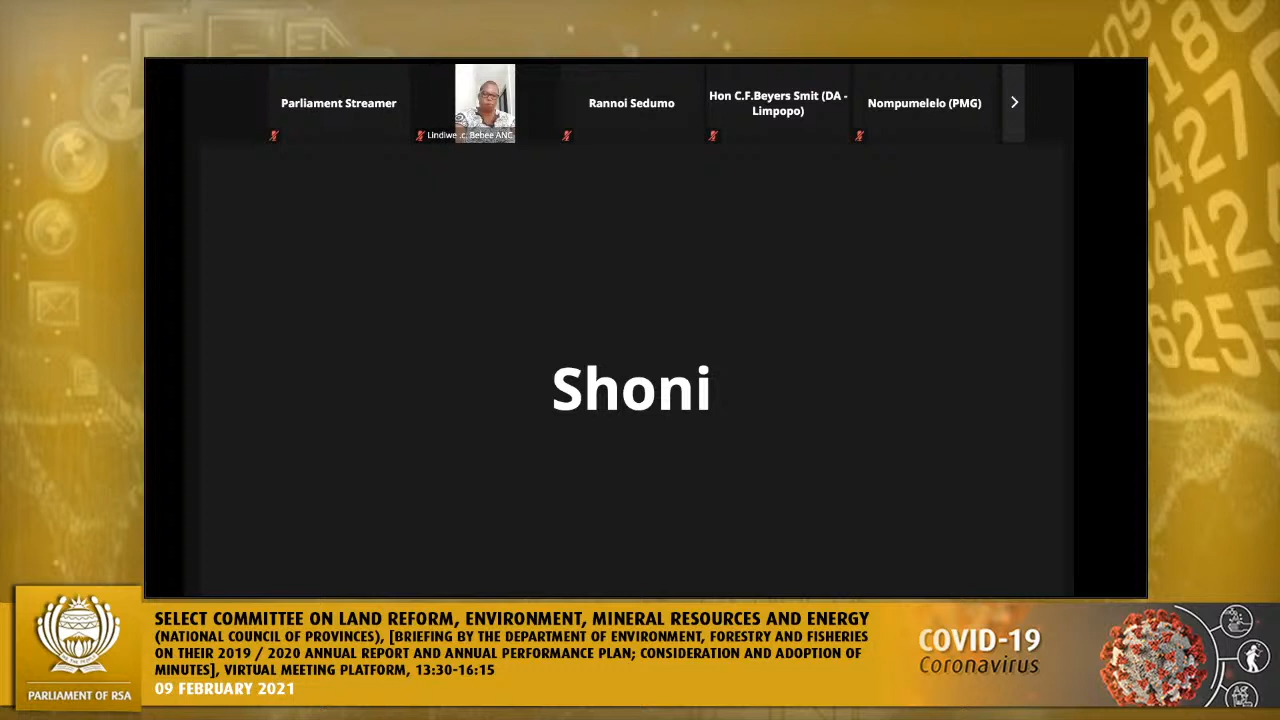 Parliament Streamer
Lindiwe .c. Bebee ANC
Rannoi Sedumo
Hon C.F.Beyers Smit (DA -
Limpopo)
Nompumelelo (PMG)
Shoni
PARLIAMENT OF RSA
SELECT COMMITTEE ON LAND REFORM, ENVIRONMENT, MINERAL RESOURCES AND ENERGY
(NATIONAL COUNCIL OF PROVINCES), [BRIEFING BY THE DEPARTMENT OF ENVIRONMENT, FORESTRY AND FISHERIES
ON THEIR 2019 / 2020 ANNUAL REPORT AND ANNUAL PERFORMANCE PLAN; CONSIDERATION AND ADOPTION OF
MINUTES], VIRTUAL MEETING PLATFORM, 13:30-16:15
09 FEBRUARY 2021
COVID-19
Coronavirus